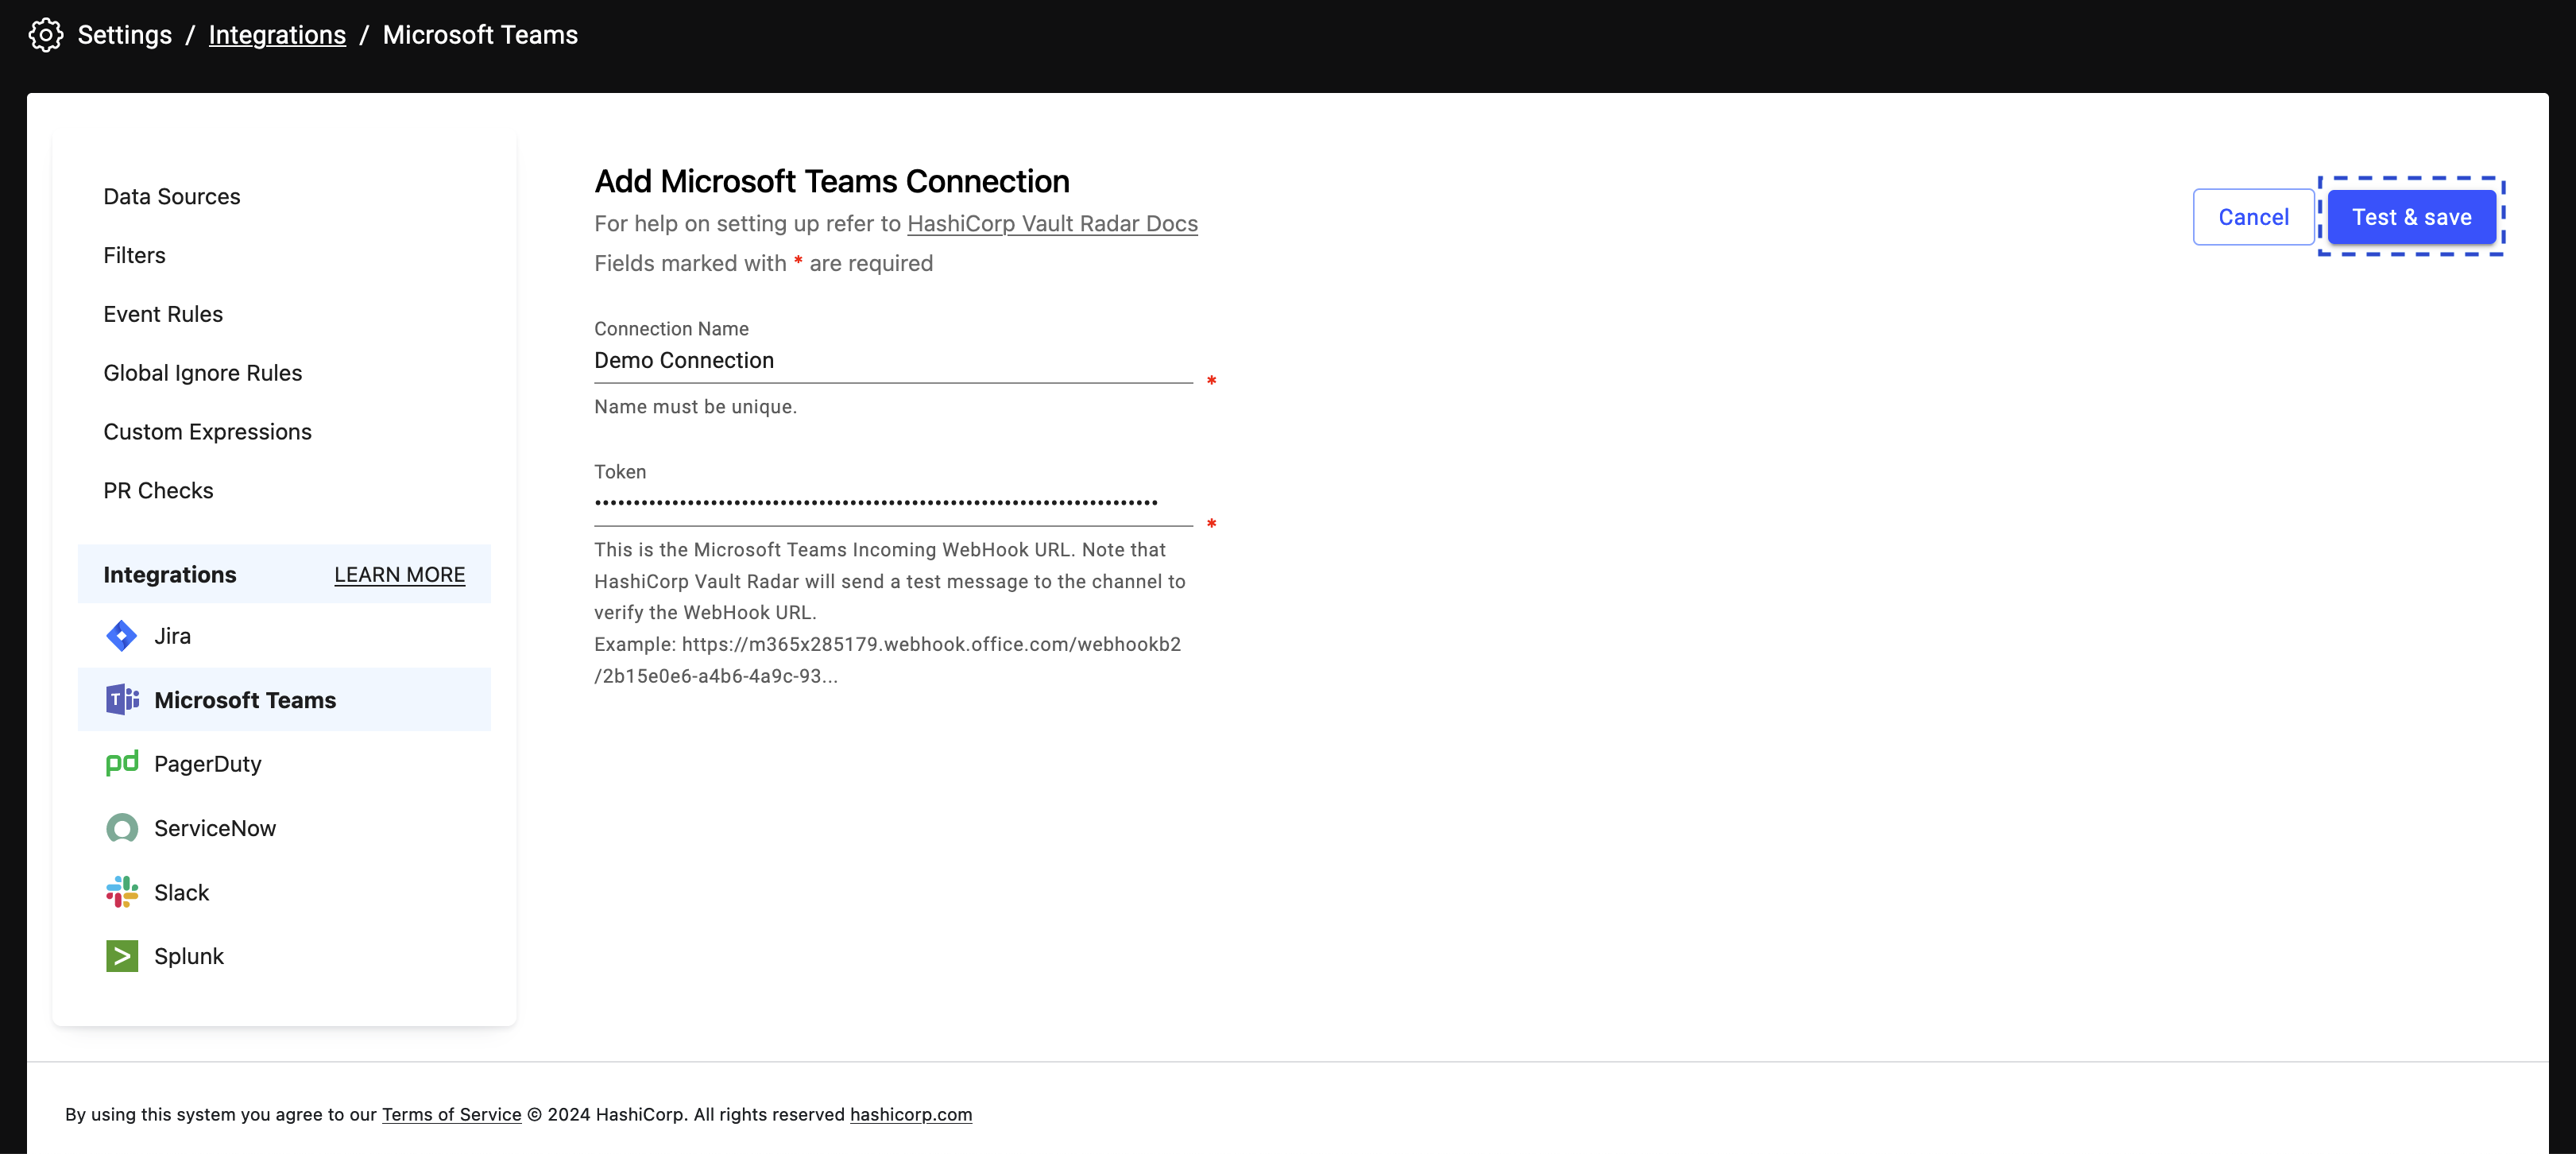 Settings / Integrations / Microsoft Teams
Data Sources
Filters
Event Rules
Global Ignore Rules
Custom Expressions
PR Checks
Integrations LEARN MORE
Jira
Microsoft Teams
PagerDuty
ServiceNow
Slack
Splunk
Add Microsoft Teams Connection
For help on setting up refer to HashiCorp Vault Radar Docs
Fields marked with * are required
Cancel
Test & save
Connection Name
Demo Connection
*
Name must be unique.
Token
*
This is the Microsoft Teams Incoming WebHook URL. Note that
HashiCorp Vault Radar will send a test message to the channel to
verify the WebHook URL.
Example: https://m365x285179.webhook.office.com/webhookb2
/2b15e0e6-a4b6-4a9c-93...
By using this system you agree to our Terms of Service © 2024 HashiCorp. All rights reserved hashicorp.com